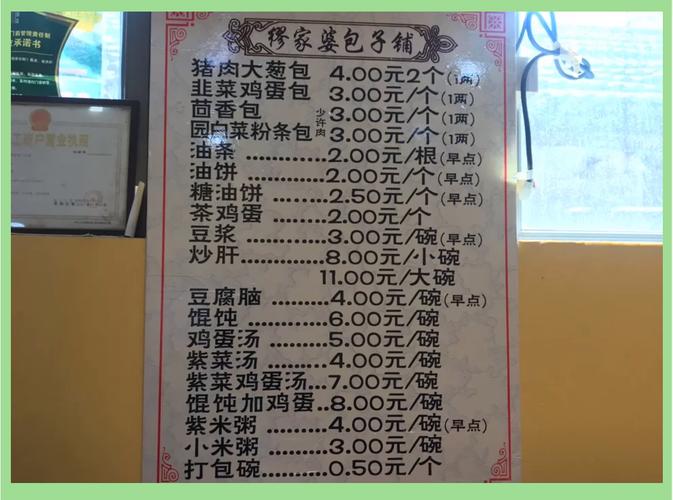 承诺书
工商户营业执照
缪家婆包子铺
猪肉大葱包 4.00元2个(1两)
韭菜鸡蛋包 3.00元/个(1两)
茴香包 少许肉 3.00元/个(1两)
园白菜粉条包 3.00元/个(1两)
油条 ............ 2.00元/根(早点)
油饼 ............ 2.00元/个(早点)
糖油饼 ......... 2.50元/个(早点)
茶鸡蛋 ......... 2.00元/个
豆浆 ............ 3.00元/碗(早点)
炒肝 ............ 8.00元/小碗
11.00元/大碗
豆腐脑 ......... 4.00元/碗(早点)
馄饨 ............ 6.00元/碗
鸡蛋汤 ......... 5.00元/碗
紫菜汤 ......... 4.00元/碗
紫菜鸡蛋汤...7.00元/碗
馄饨加鸡蛋..8.00元/碗
紫米粥 ......... 4.00元/碗(早点)
小米粥 ......... 3.00元/碗
打包碗 ......... 0.50元/个